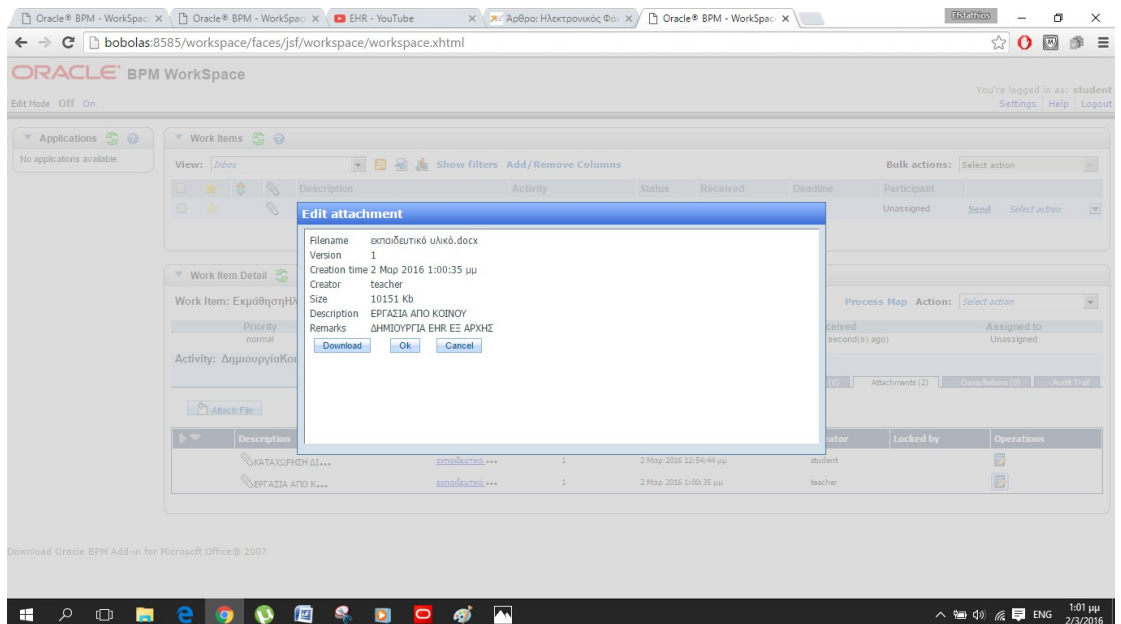 Oracle® BPM - WorkSpac
Oracle® BPM - WorkSpac
EHR - YouTube
Άρθρο: Ηλεκτρονικός Φά
Oracle® BPM - WorkSpac
Efstathios
bobolas:8585/workspace/faces/jsf/workspace/workspace.xhtml
ORACLE® BPM WorkSpace
You're logged in as: student
Edit Mode Off On
Settings Help Logout
Applications
No applications available.
Work Items
View: Inbox
Show filters Add/Remove Columns
Bulk actions: Select action
Description Activity Status Received Deadline Participant
Unassigned Send Select action
Edit attachment
Filename εκπαιδευτικό υλικό.docx
Version 1
Creation time 2 Μαρ 2016 1:00:35 μμ
Creator teacher
Size 10151 Kb
Description ΕΡΓΑΣΙΑ ΑΠΟ ΚΟΙΝΟΥ
Remarks ΔΗΜΙΟΥΡΓΙΑ EHR ΕΞ ΑΡΧΗΣ
Download Ok Cancel
Work Item Detail
Work Item: ΕκμάθησηΗλ
Process Map Action: Select action
Priority
normal
ceived
second(s) ago)
Assigned to
Unassigned
Activity: ΔημιουργίαΚοι
(0) Attachments (2) Consultations (0) Audit Trail
Attach File
Description
eator Locked by Operations
ΚΑΤΑΧΩΡΗΣΗ ΔΙ... εκπαιδευτικό ... 1 2 Μαρ 2016 12:54:44 μμ student
ΕΡΓΑΣΙΑ ΑΠΟ Κ... εκπαιδευτικό ... 1 2 Μαρ 2016 1:00:35 μμ teacher
Download Oracle BPM Add-in for Microsoft Office® 2007
ENG
1:01 μμ
2/3/2016